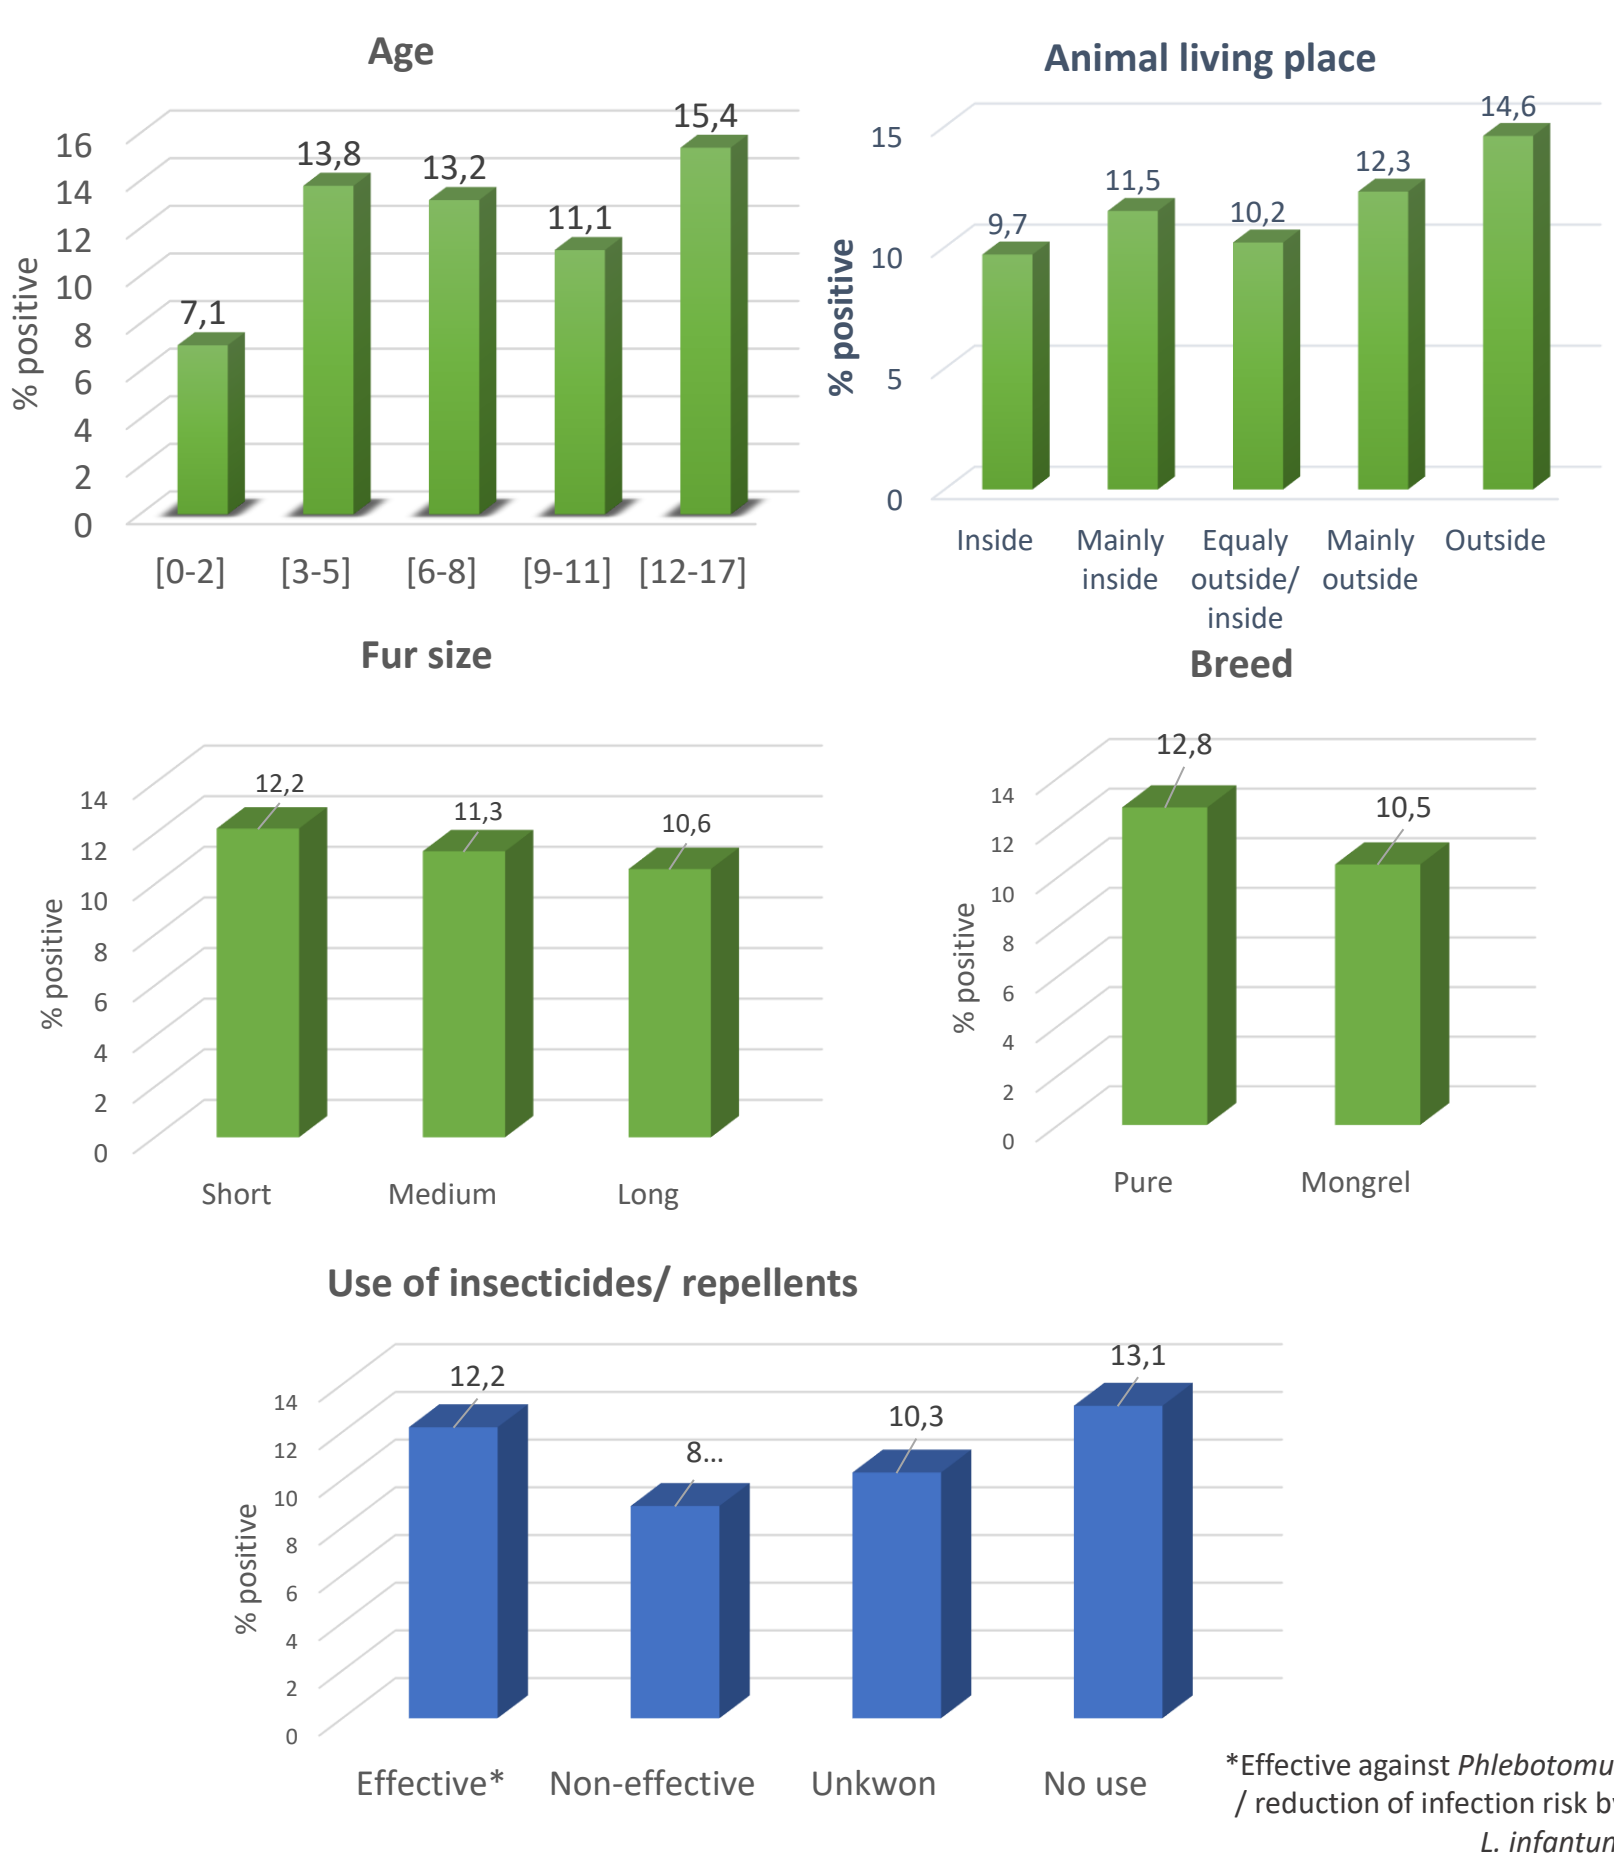 Age
16
14
12
10
8
6
4
2
0
% positive
7,1
13,8
13,2
11,1
15,4
[0-2] [3-5] [6-8] [9-11] [12-17]
Animal living place
15
10
5
0
% positive
9,7
11,5
10,2
12,3
14,6
Inside
Mainly
inside
Equaly
outside/
inside
Mainly
outside
Outside
Fur size
14
12
10
8
6
4
2
0
% positive
12,2
11,3
10,6
Short Medium Long
Breed
14
12
10
8
6
4
2
0
% positive
12,8
10,5
Pure Mongrel
Use of insecticides/ repellents
14
12
10
8
6
4
2
0
% positive
12,2
8...
10,3
13,1
Effective* Non-effective Unkwon No use
*Effective against Phlebotomu
/ reduction of infection risk by
L. infantum